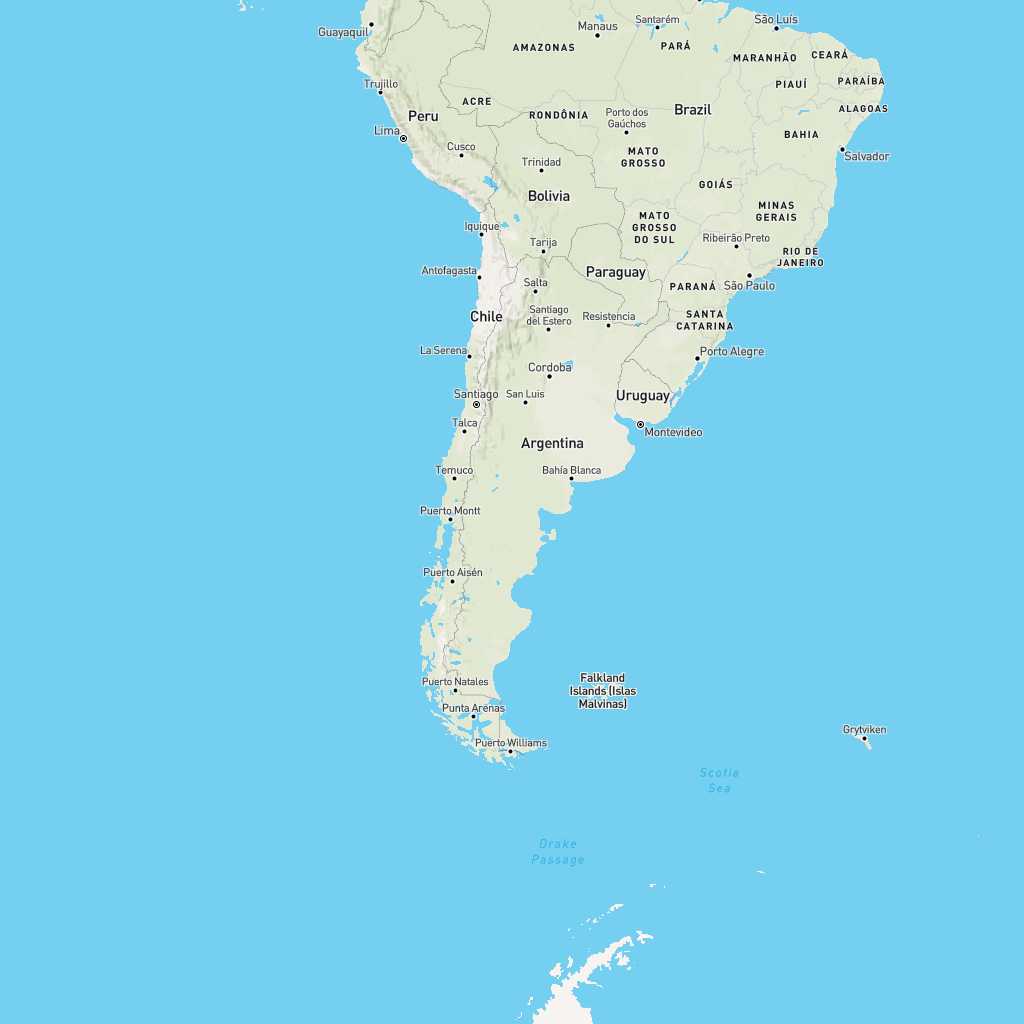 São Luís
Santarém
Manaus
Guayaquil
AMAZONAS
PARÁ
MARANHÃO
CEARÁ
PIAUÍ
PARAÍBA
Trujillo
ACRE
ALAGOAS
Peru
RONDÔNIA
Porto dos
Gaúchos
Brazil
Lima
BAHIA
Cusco
MATO
GROSSO
Salvador
Trinidad
GOIÁS
Bolivia
MINAS
GERAIS
MATO
GROSSO
DO SUL
Iquique
Ribeirão Preto
Tarija
RIO DE
JANEIRO
Antofagasta
Paraguay
Salta
PARANÁ
São Paulo
Chile
Santiago
del Estero
Resistencia
SANTA
CATARINA
La Serena
Porto Alegre
Cordoba
Santiago
San Luis
Uruguay
Talca
Montevideo
Argentina
Temuco
Bahía Blanca
Puerto Montt
Puerto Aisén
Puerto Natales
Falkland
Islands (Islas
Malvinas)
Punta Arenas
Puerto Williams
Grytviken
Scotia
Sea
Drake
Passage